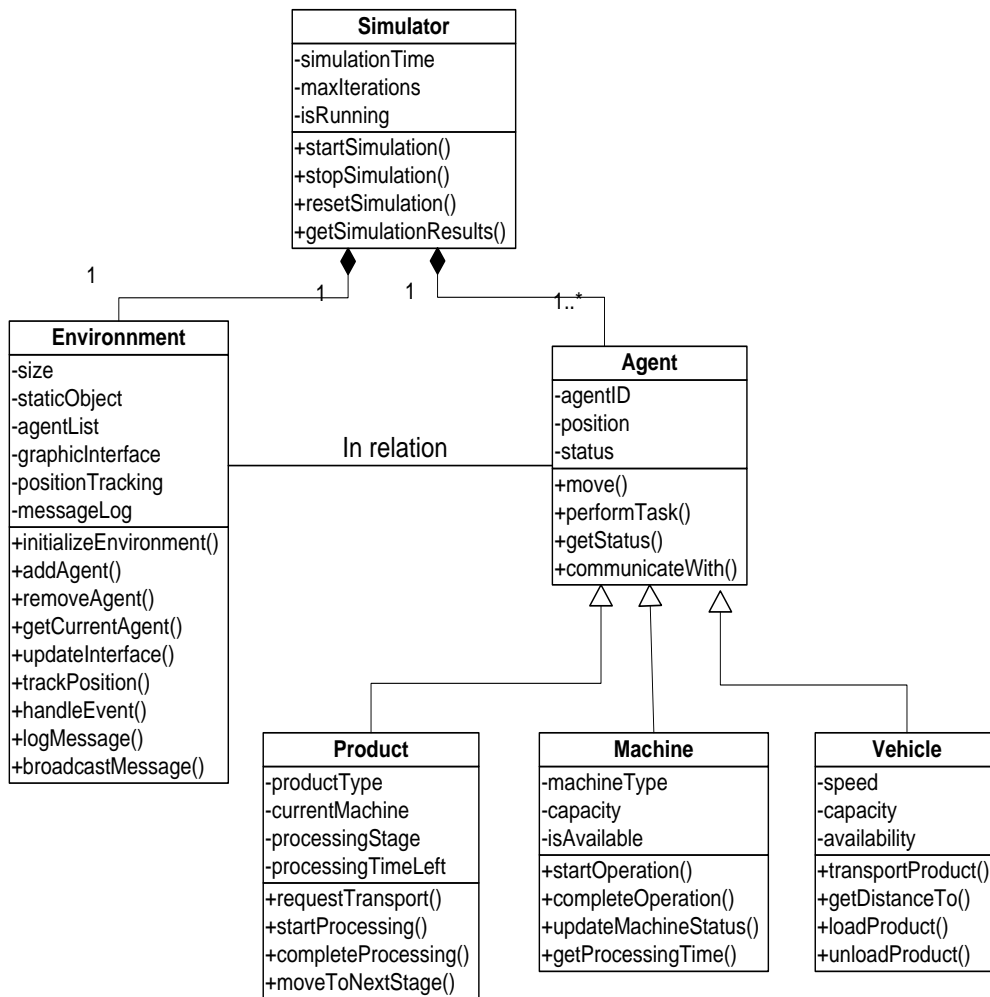 Simulator
-simulationTime
-maxIterations
-isRunning
+startSimulation()
+stopSimulation()
+resetSimulation()
+getSimulationResults()
1
1
1
1..*
Environnment
-size
-staticObject
-agentList
-graphicInterface
-positionTracking
-messageLog
+initializeEnvironment()
+addAgent()
+removeAgent()
+getCurrentAgent()
+updateInterface()
+trackPosition()
+handleEvent()
+logMessage()
+broadcastMessage()
In relation
Agent
-agentID
-position
-status
+move()
+performTask()
+getStatus()
+communicateWith()
Product
-productType
-currentMachine
-processingStage
-processingTimeLeft
+requestTransport()
+startProcessing()
+completeProcessing()
+moveToNextStage()
Machine
-machineType
-capacity
-isAvailable
+startOperation()
+completeOperation()
+updateMachineStatus()
+getProcessingTime()
Vehicle
-speed
-capacity
-availability
+transportProduct()
+getDistanceTo()
+loadProduct()
+unloadProduct()